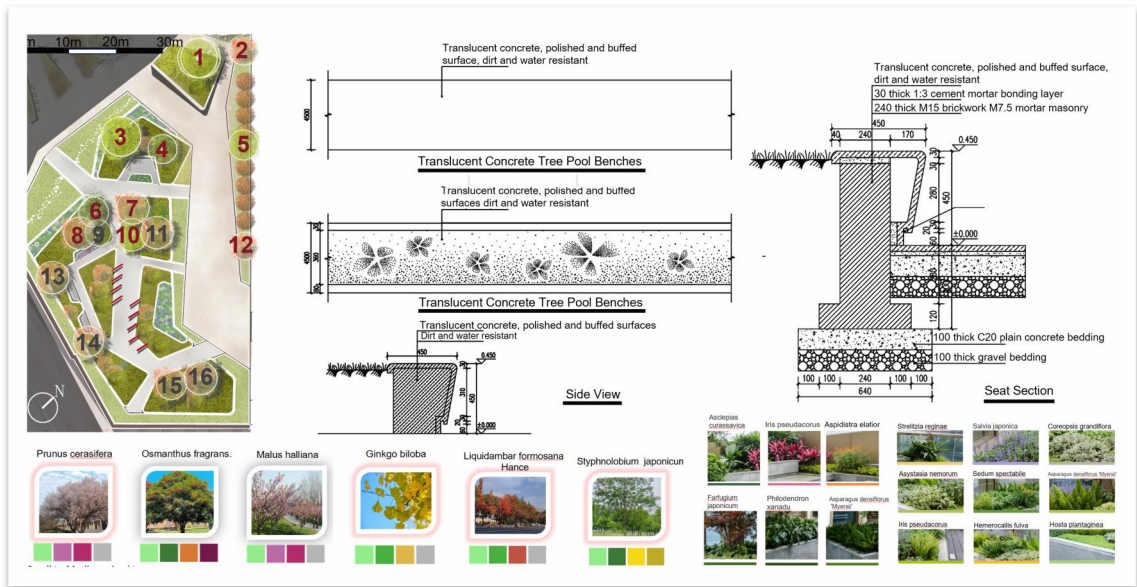 m. 10m 20m 30m
1
2
3
4
5
6
7
8
9
10
11
12
13
14
15
16
N
Translucent concrete, polished and buffed
surface, dirt and water resistant
4500
Translucent Concrete Tree Pool Benches
Translucent concrete, polished and buffed
surfaces dirt and water resistant
4500
360
Translucent Concrete Tree Pool Benches
Translucent concrete, polished and buffed surfaces
Dirt and water resistant
450
0.450
310
450
±0.000
Side View
Translucent concrete, polished and buffed surface,
dirt and water resistant
30 thick 1:3 cement mortar bonding layer
240 thick M15 brickwork M7.5 mortar masonry
450
40 240 170
0.450
30
30
280
450
20
60
±0.000
120
100 thick C20 plain concrete bedding
100 thick gravel bedding
100 100 240 100 100
640
Seat Section
Prunus cerasifera
Osmanthus fragrans.
Malus halliana
Ginkgo biloba
Liquidambar formosana
Hance
Styphnolobium japonicun
Asclepias
curassavica
Iris pseudacorus
Aspidistra elatior
Farfugium
japonicum
Philodendron
xanadu
Asparagus densiflorus
'Myersii'
Strelitzia reginae
Salvia japonica
Coreopsis grandiflora
Asystasia nemorum
Sedum spectabile
Asparagus densiflorus 'Myersii'
Iris pseudacorus
Hemerocallis fulva
Hosta plantaginea